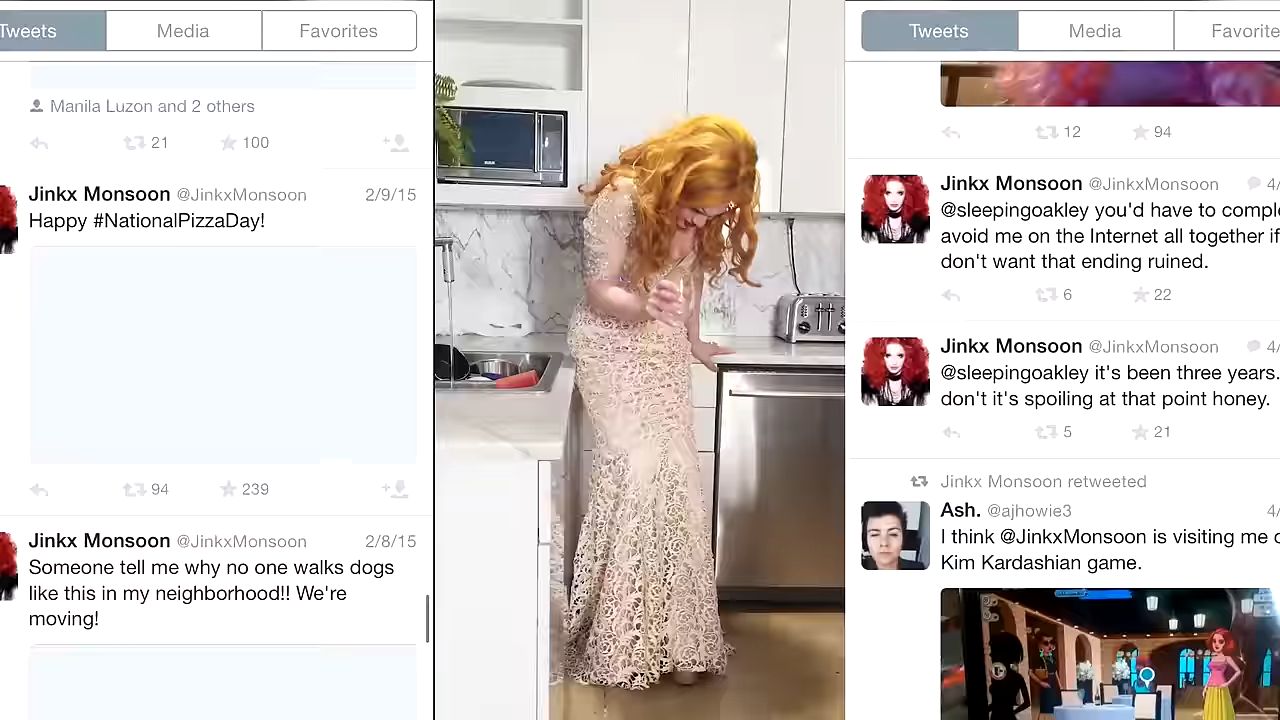 Tweets
Media
Favorites
Manila Luzon and 2 others
21
100
Jinkx Monsoon @JinkxMonsoon 2/9/15
Happy #NationalPizzaDay!
94
239
Jinkx Monsoon @JinkxMonsoon 2/8/15
Someone tell me why no one walks dogs
like this in my neighborhood!! We're
moving!
Tweets
Media
Favorite
12
94
Jinkx Monsoon @JinkxMonsoon 4/
@sleepingoakley you'd have to comple
avoid me on the Internet all together if
don't want that ending ruined.
6
22
Jinkx Monsoon @JinkxMonsoon 4/
@sleepingoakley it's been three years.
don't it's spoiling at that point honey.
5
21
Jinkx Monsoon retweeted
Ash. @ajhowie3 4/
I think @JinkxMonsoon is visiting me o
Kim Kardashian game.